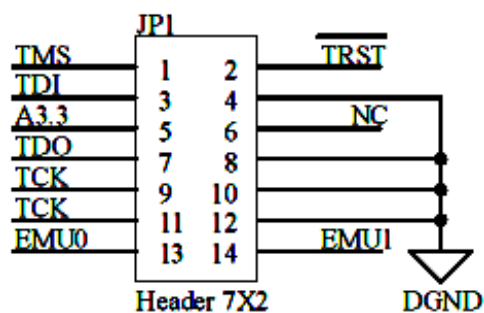 JP1
TMS 1 2 TRST
TDI 3 4
A3.3 5 6 NC
TDO 7 8
TCK 9 10
TCK 11 12
EMU0 13 14 EMU1
Header 7X2 DGND